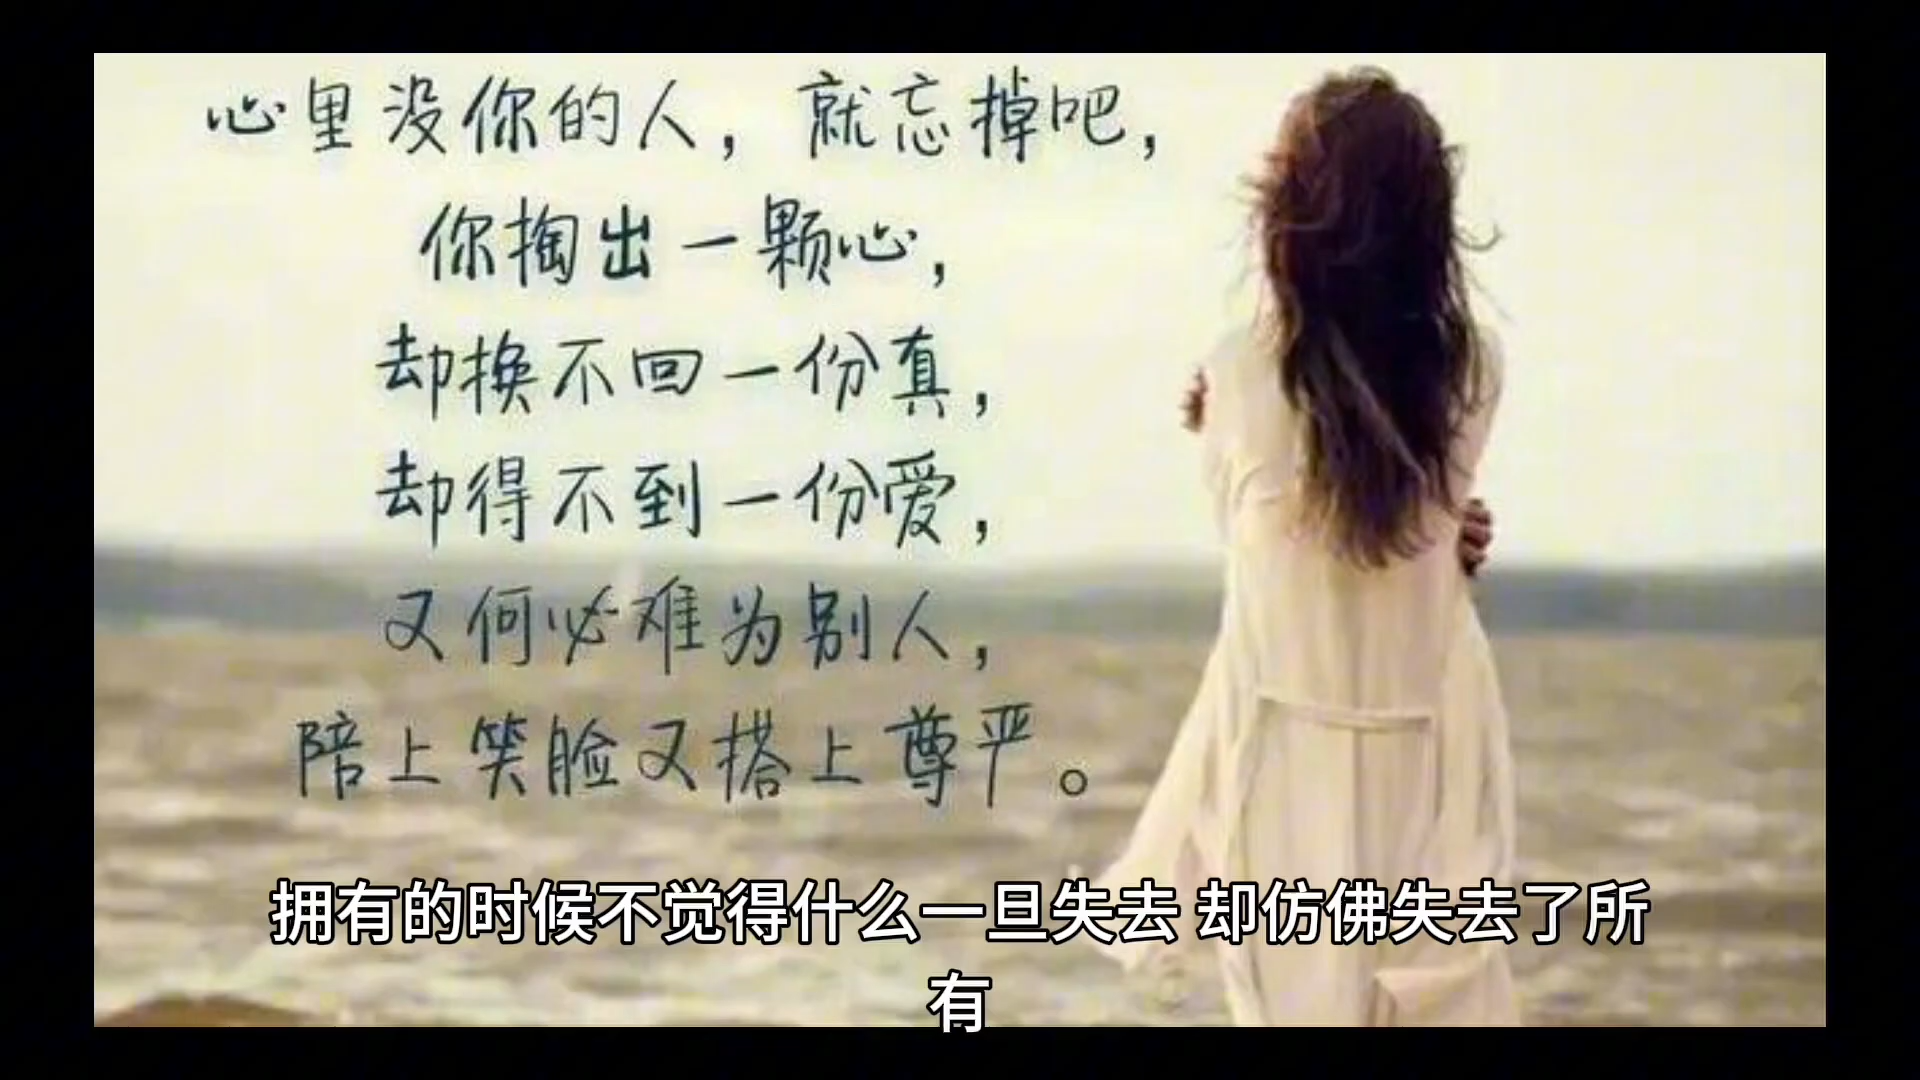 心里没你的人，就忘掉吧，
你掏出一颗心，
却换不回一份真，
却得不到一份爱，
又何必难为别人，
陪上笑脸又搭上尊严。
拥有的时候不觉得什么一旦失去 却仿佛失去了所
有